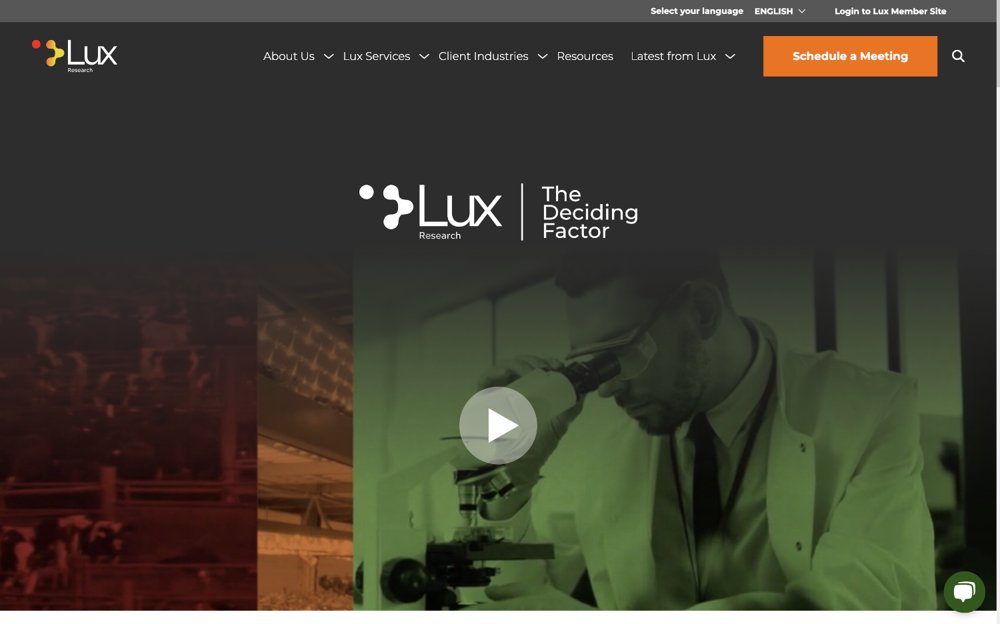 Select your language ENGLISH Login to Lux Member Site
Lux
Research
About Us Lux Services Client Industries Resources Latest from Lux Schedule a Meeting
Lux
Research
The
Deciding
Factor